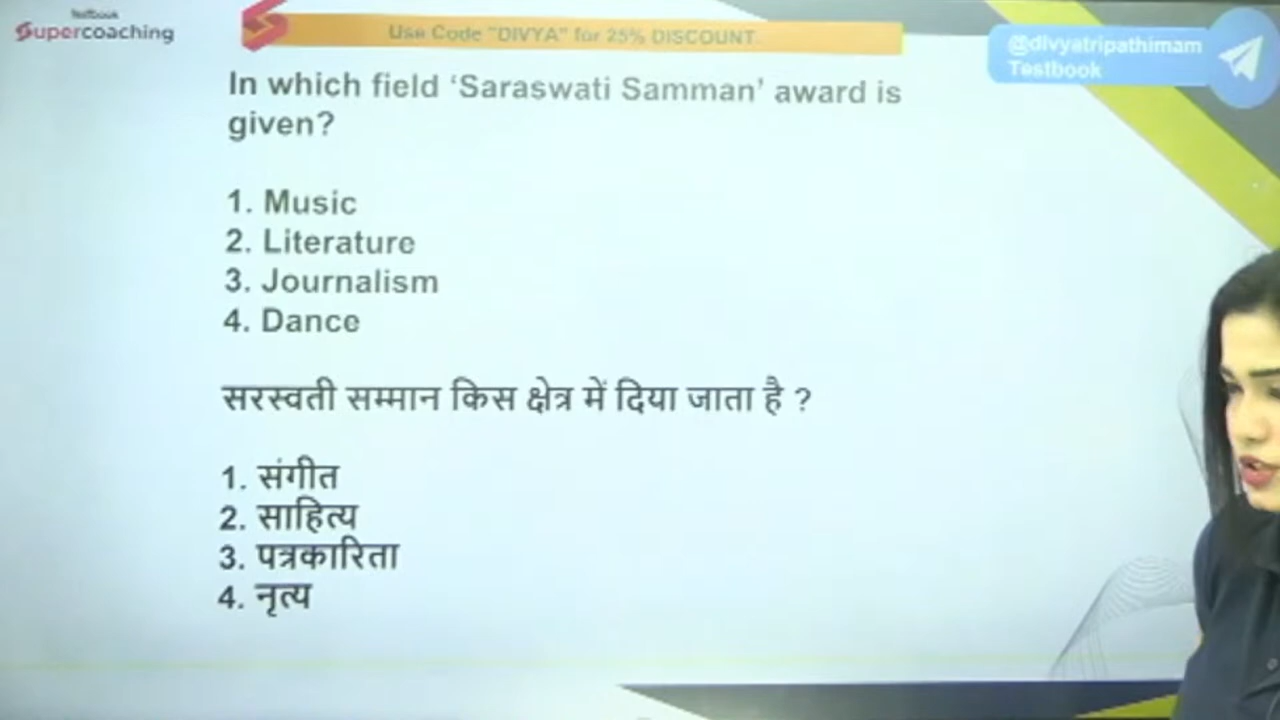 Testbook
Supercoaching
Use Code "DIVYA" for 25% DISCOUNT.
@divyatripathimam
Testbook
In which field ‘Saraswati Samman’ award is
given?
1. Music
2. Literature
3. Journalism
4. Dance
सरस्वती सम्मान किस क्षेत्र में दिया जाता है ?
1. संगीत
2. साहित्य
3. पत्रकारिता
4. नृत्य